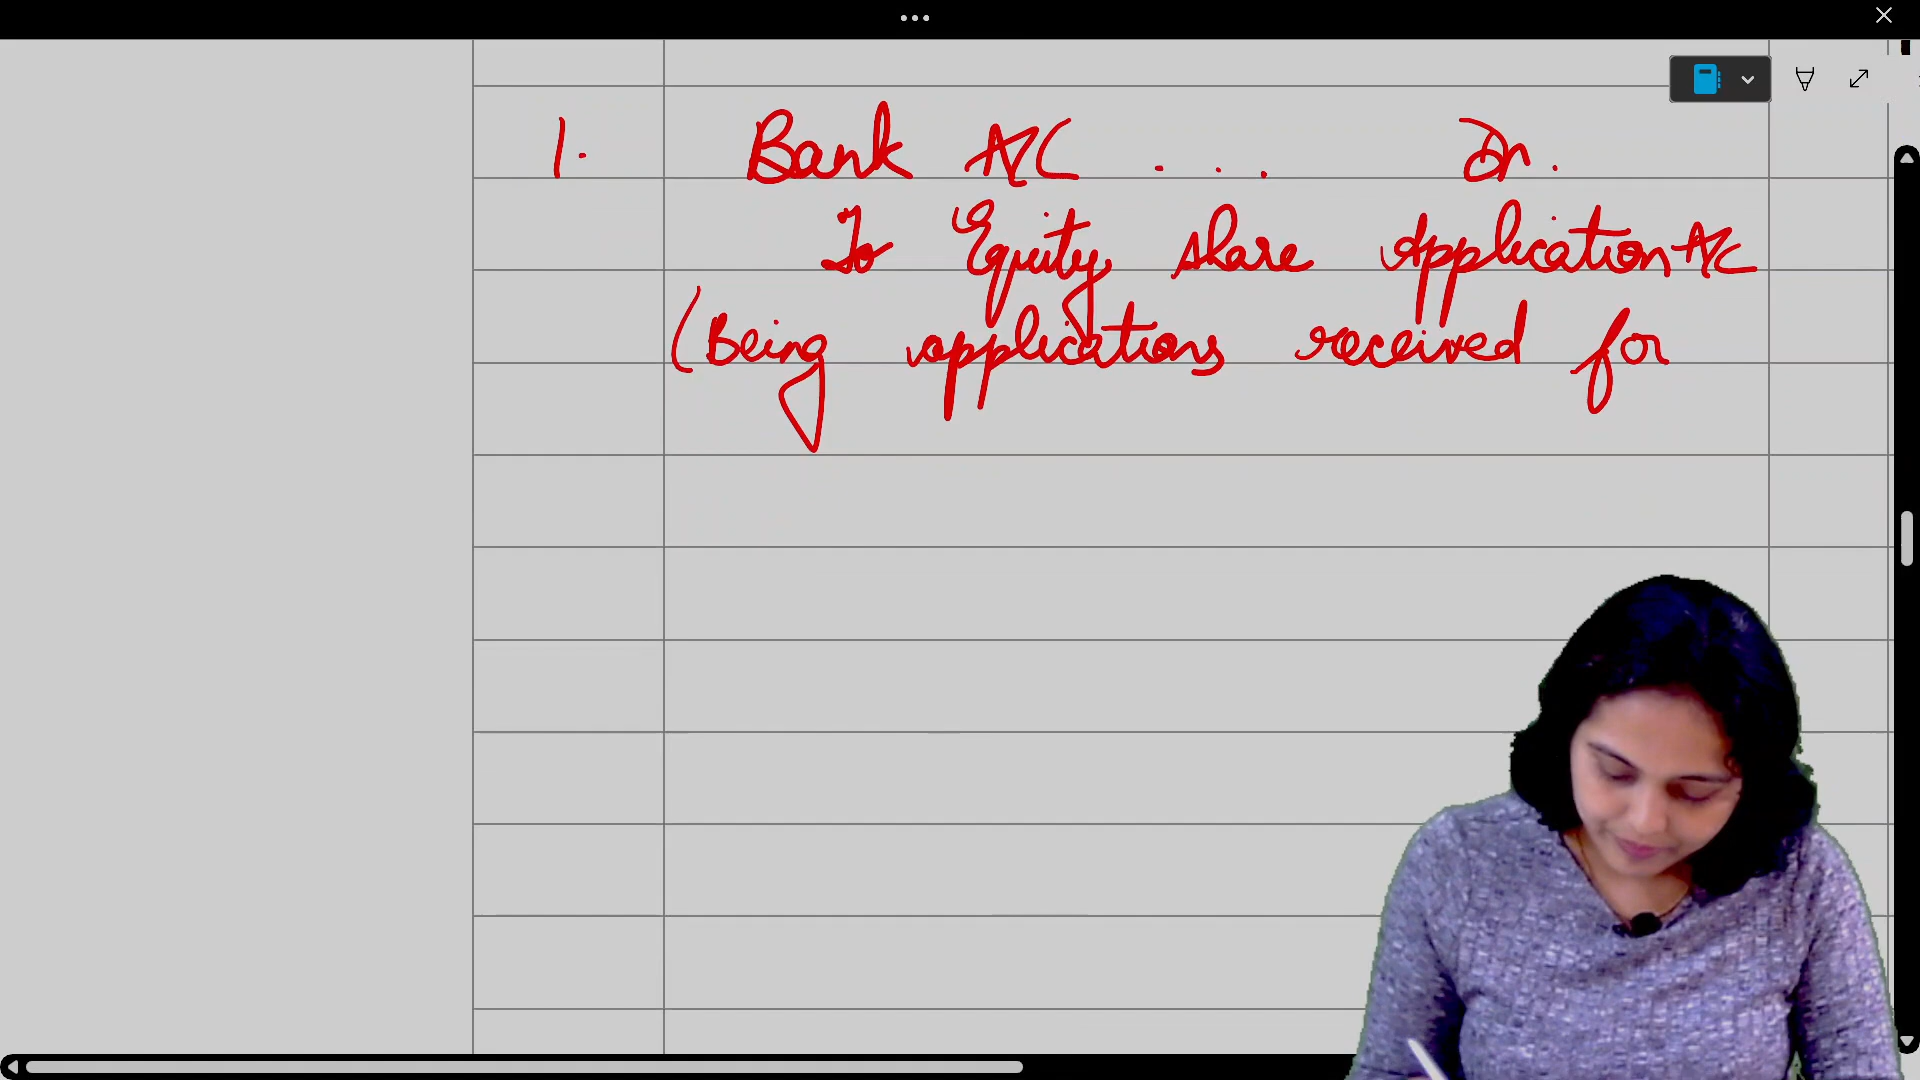 1. Bank A/C . . . Dr.
To Equity share Application A/C
(Being applications received for